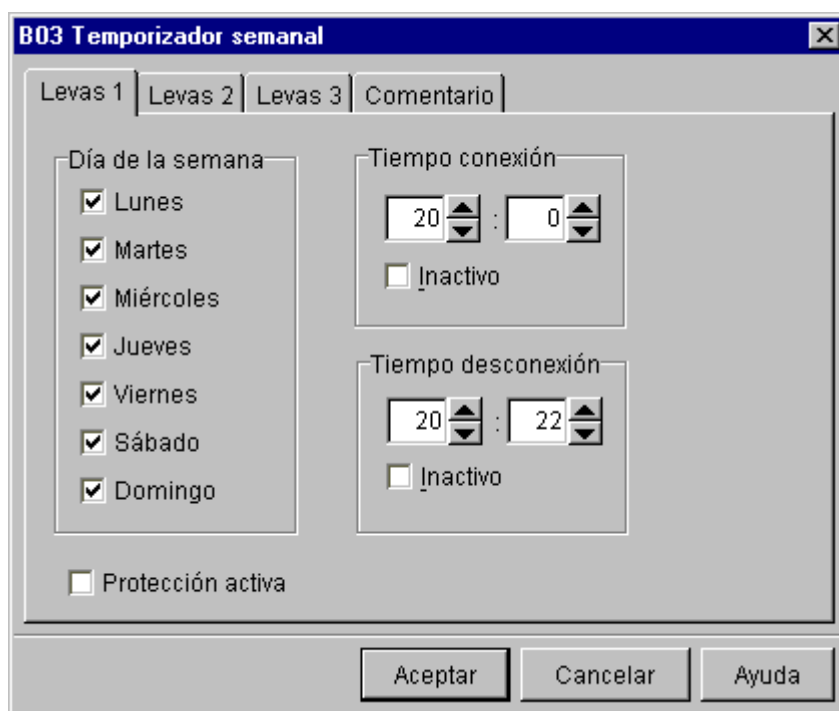 B03 Temporizador semanal
Levas 1 Levas 2 Levas 3 Comentario
Día de la semana
Lunes
Martes
Miércoles
Jueves
Viernes
Sábado
Domingo
Tiempo conexión
20 : 0
Inactivo
Tiempo desconexión
20 : 22
Inactivo
Protección activa
Aceptar Cancelar Ayuda